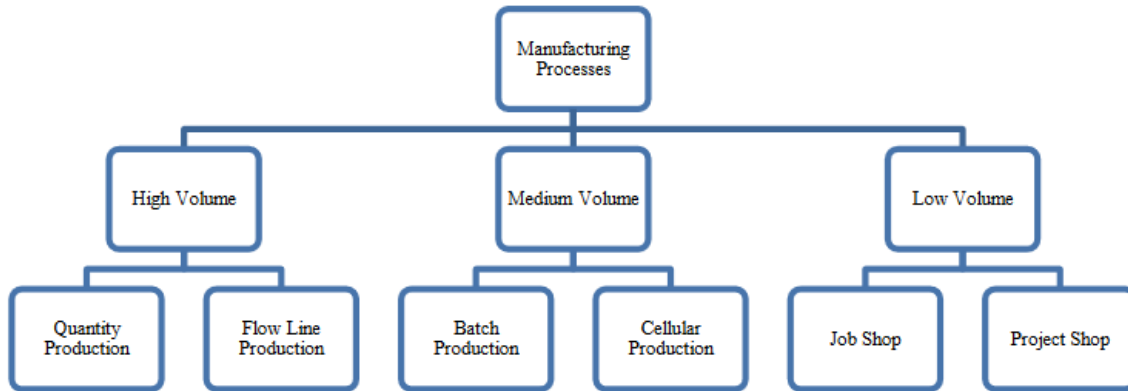 Manufacturing
Processes
High Volume
Medium Volume
Low Volume
Quantity
Production
Flow Line
Production
Batch
Production
Cellular
Production
Job Shop
Project Shop